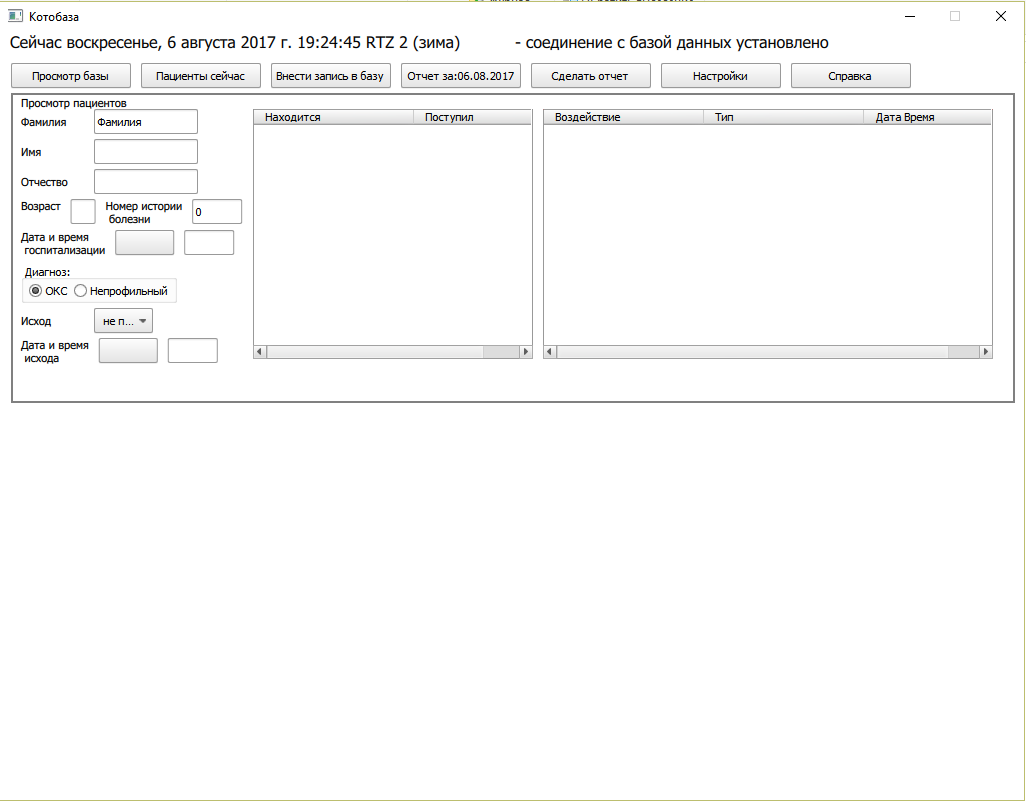 Котобаза
Сейчас воскресенье, 6 августа 2017 г. 19:24:45 RTZ 2 (зима) - соединение с базой данных установлено
Просмотр базы Пациенты сейчас Внести запись в базу Отчет за:06.08.2017 Сделать отчет Настройки Справка
Просмотр пациентов
Фамилия Фамилия
Имя
Отчество
Возраст Номер истории
болезни 0
Дата и время
госпитализации
Диагноз:
ОКС Непрофильный
Исход не п...
Дата и время
исхода
Находится Поступил
Воздействие Тип Дата Время